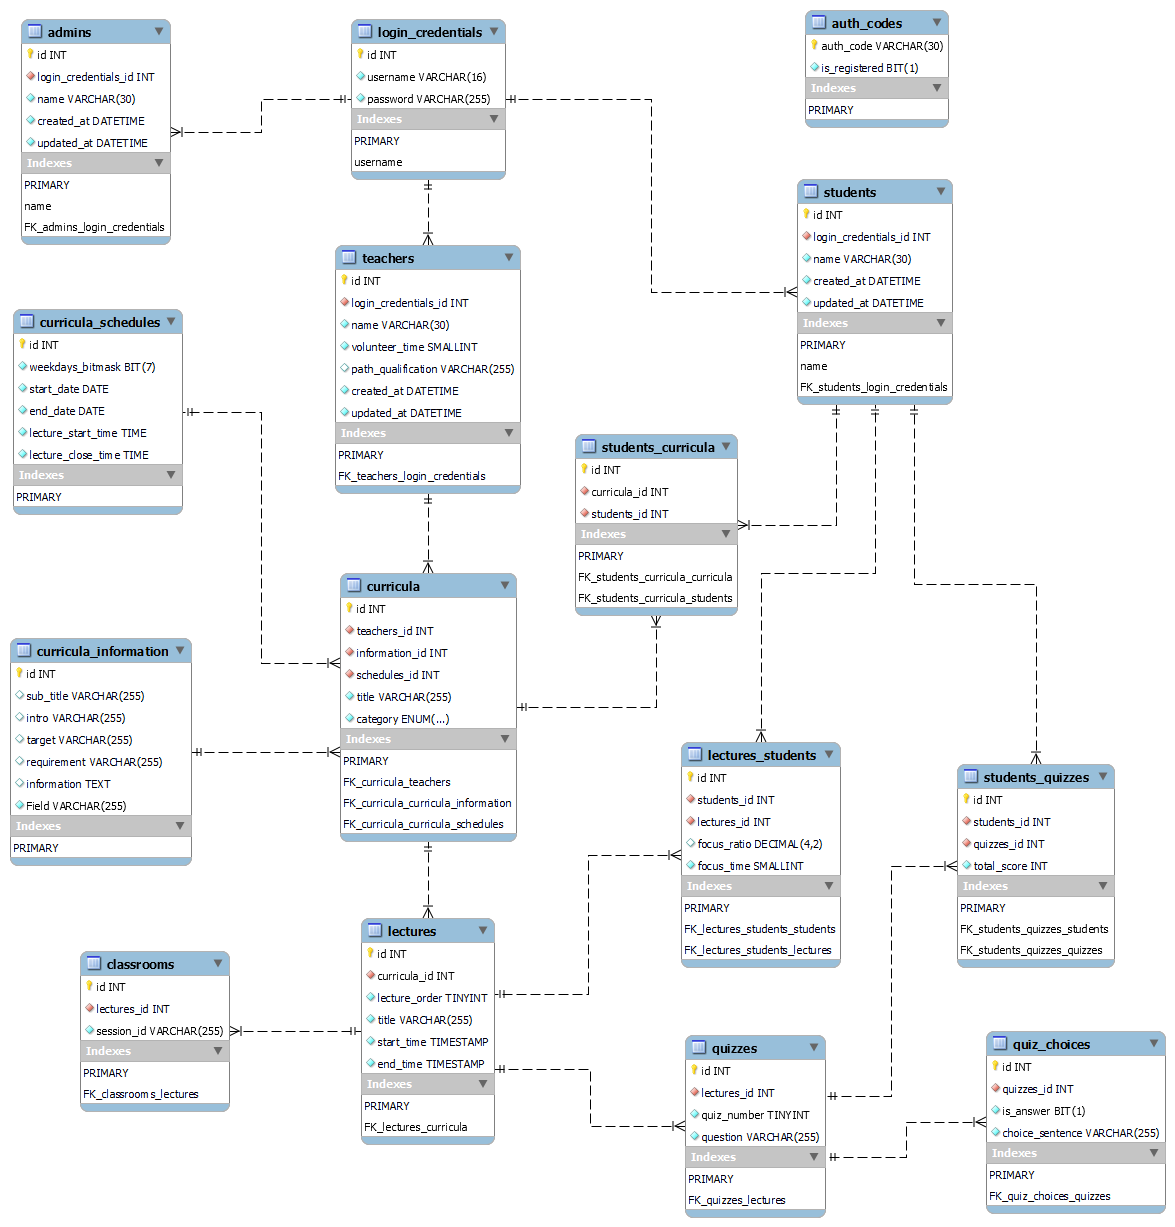 admins
id INT
login_credentials_id INT
name VARCHAR(30)
created_at DATETIME
updated_at DATETIME
Indexes
PRIMARY
name
FK_admins_login_credentials
login_credentials
id INT
username VARCHAR(16)
password VARCHAR(255)
Indexes
PRIMARY
username
auth_codes
auth_code VARCHAR(30)
is_registered BIT(1)
Indexes
PRIMARY
students
id INT
login_credentials_id INT
name VARCHAR(30)
created_at DATETIME
updated_at DATETIME
Indexes
PRIMARY
name
FK_students_login_credentials
teachers
id INT
login_credentials_id INT
name VARCHAR(30)
volunteer_time SMALLINT
path_qualification VARCHAR(255)
created_at DATETIME
updated_at DATETIME
Indexes
PRIMARY
FK_teachers_login_credentials
curricula_schedules
id INT
weekdays_bitmask BIT(7)
start_date DATE
end_date DATE
lecture_start_time TIME
lecture_close_time TIME
Indexes
PRIMARY
students_curricula
id INT
curricula_id INT
students_id INT
Indexes
PRIMARY
FK_students_curricula_curricula
FK_students_curricula_students
curricula
id INT
teachers_id INT
information_id INT
schedules_id INT
title VARCHAR(255)
category ENUM(...)
Indexes
PRIMARY
FK_curricula_teachers
FK_curricula_curricula_information
FK_curricula_curricula_schedules
curricula_information
id INT
sub_title VARCHAR(255)
intro VARCHAR(255)
target VARCHAR(255)
requirement VARCHAR(255)
information TEXT
Field VARCHAR(255)
Indexes
PRIMARY
lectures_students
id INT
students_id INT
lectures_id INT
focus_ratio DECIMAL(4,2)
focus_time SMALLINT
Indexes
PRIMARY
FK_lectures_students_students
FK_lectures_students_lectures
students_quizzes
id INT
students_id INT
quizzes_id INT
total_score INT
Indexes
PRIMARY
FK_students_quizzes_students
FK_students_quizzes_quizzes
lectures
id INT
curricula_id INT
lecture_order TINYINT
title VARCHAR(255)
start_time TIMESTAMP
end_time TIMESTAMP
Indexes
PRIMARY
FK_lectures_curricula
classrooms
id INT
lectures_id INT
session_id VARCHAR(255)
Indexes
PRIMARY
FK_classrooms_lectures
quizzes
id INT
lectures_id INT
quiz_number TINYINT
question VARCHAR(255)
Indexes
PRIMARY
FK_quizzes_lectures
quiz_choices
id INT
quizzes_id INT
is_answer BIT(1)
choice_sentence VARCHAR(255)
Indexes
PRIMARY
FK_quiz_choices_quizzes